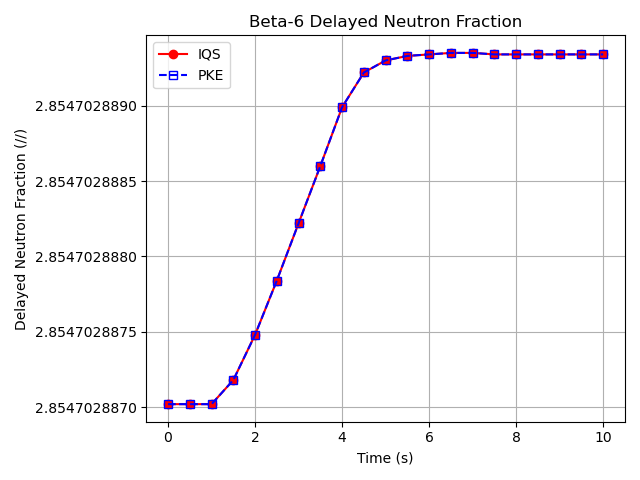 Beta-6 Delayed Neutron Fraction
IQS
PKE
Delayed Neutron Fraction (//)
2.8547028890
2.8547028885
2.8547028880
2.8547028875
2.8547028870
0 2 4 6 8 10
Time (s)